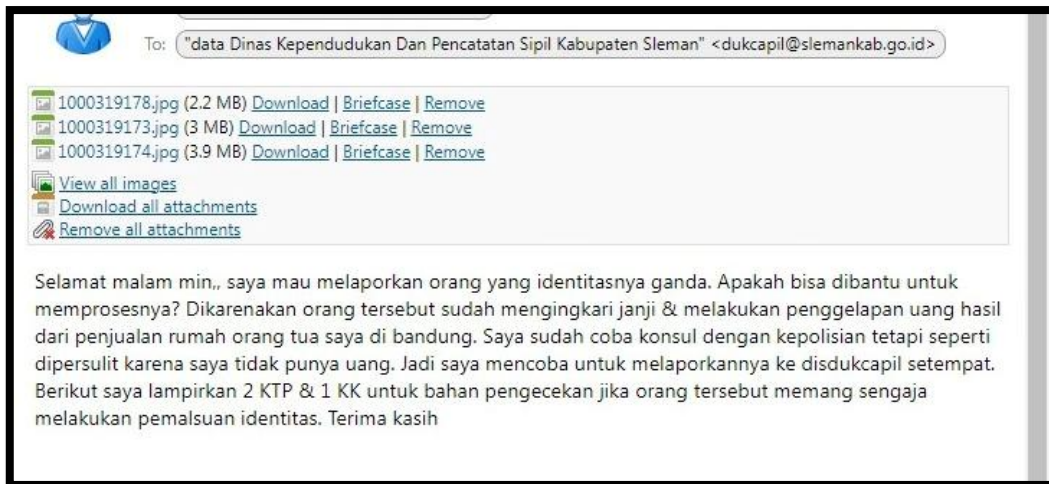 To: "data Dinas Kependudukan Dan Pencatatan Sipil Kabupaten Sleman" <dukcapil@slemankab.go.id>
1000319178.jpg (2.2 MB) Download | Briefcase | Remove
1000319173.jpg (3 MB) Download | Briefcase | Remove
1000319174.jpg (3.9 MB) Download | Briefcase | Remove
View all images
Download all attachments
Remove all attachments
Selamat malam min,, saya mau melaporkan orang yang identitasnya ganda. Apakah bisa dibantu untuk
memprosesnya? Dikarenakan orang tersebut sudah mengingkari janji & melakukan penggelapan uang hasil
dari penjualan rumah orang tua saya di bandung. Saya sudah coba konsul dengan kepolisian tetapi seperti
dipersulit karena saya tidak punya uang. Jadi saya mencoba untuk melaporkannya ke disdukcapil setempat.
Berikut saya lampirkan 2 KTP & 1 KK untuk bahan pengecekan jika orang tersebut memang sengaja
melakukan pemalsuan identitas. Terima kasih